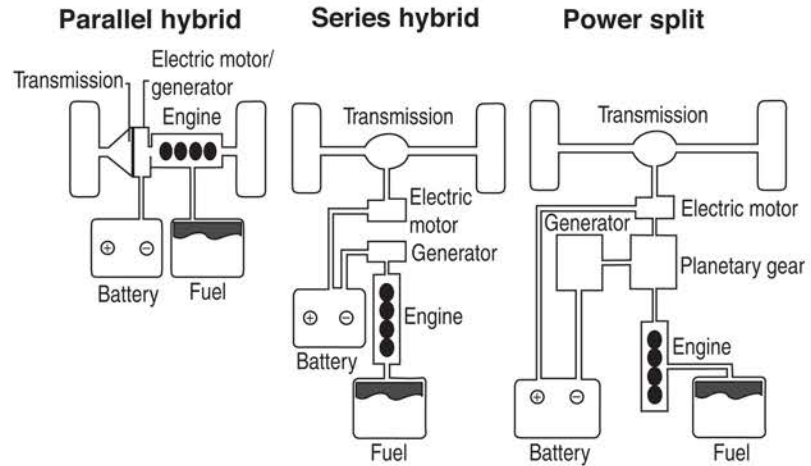 Parallel hybrid
Electric motor/
generator
Transmission
Engine
+
−
Battery
Fuel
Series hybrid
Transmission
Electric
motor
Generator
+
−
Engine
Battery
Fuel
Power split
Transmission
Electric motor
Generator
Planetary gear
Engine
+
−
Battery
Fuel